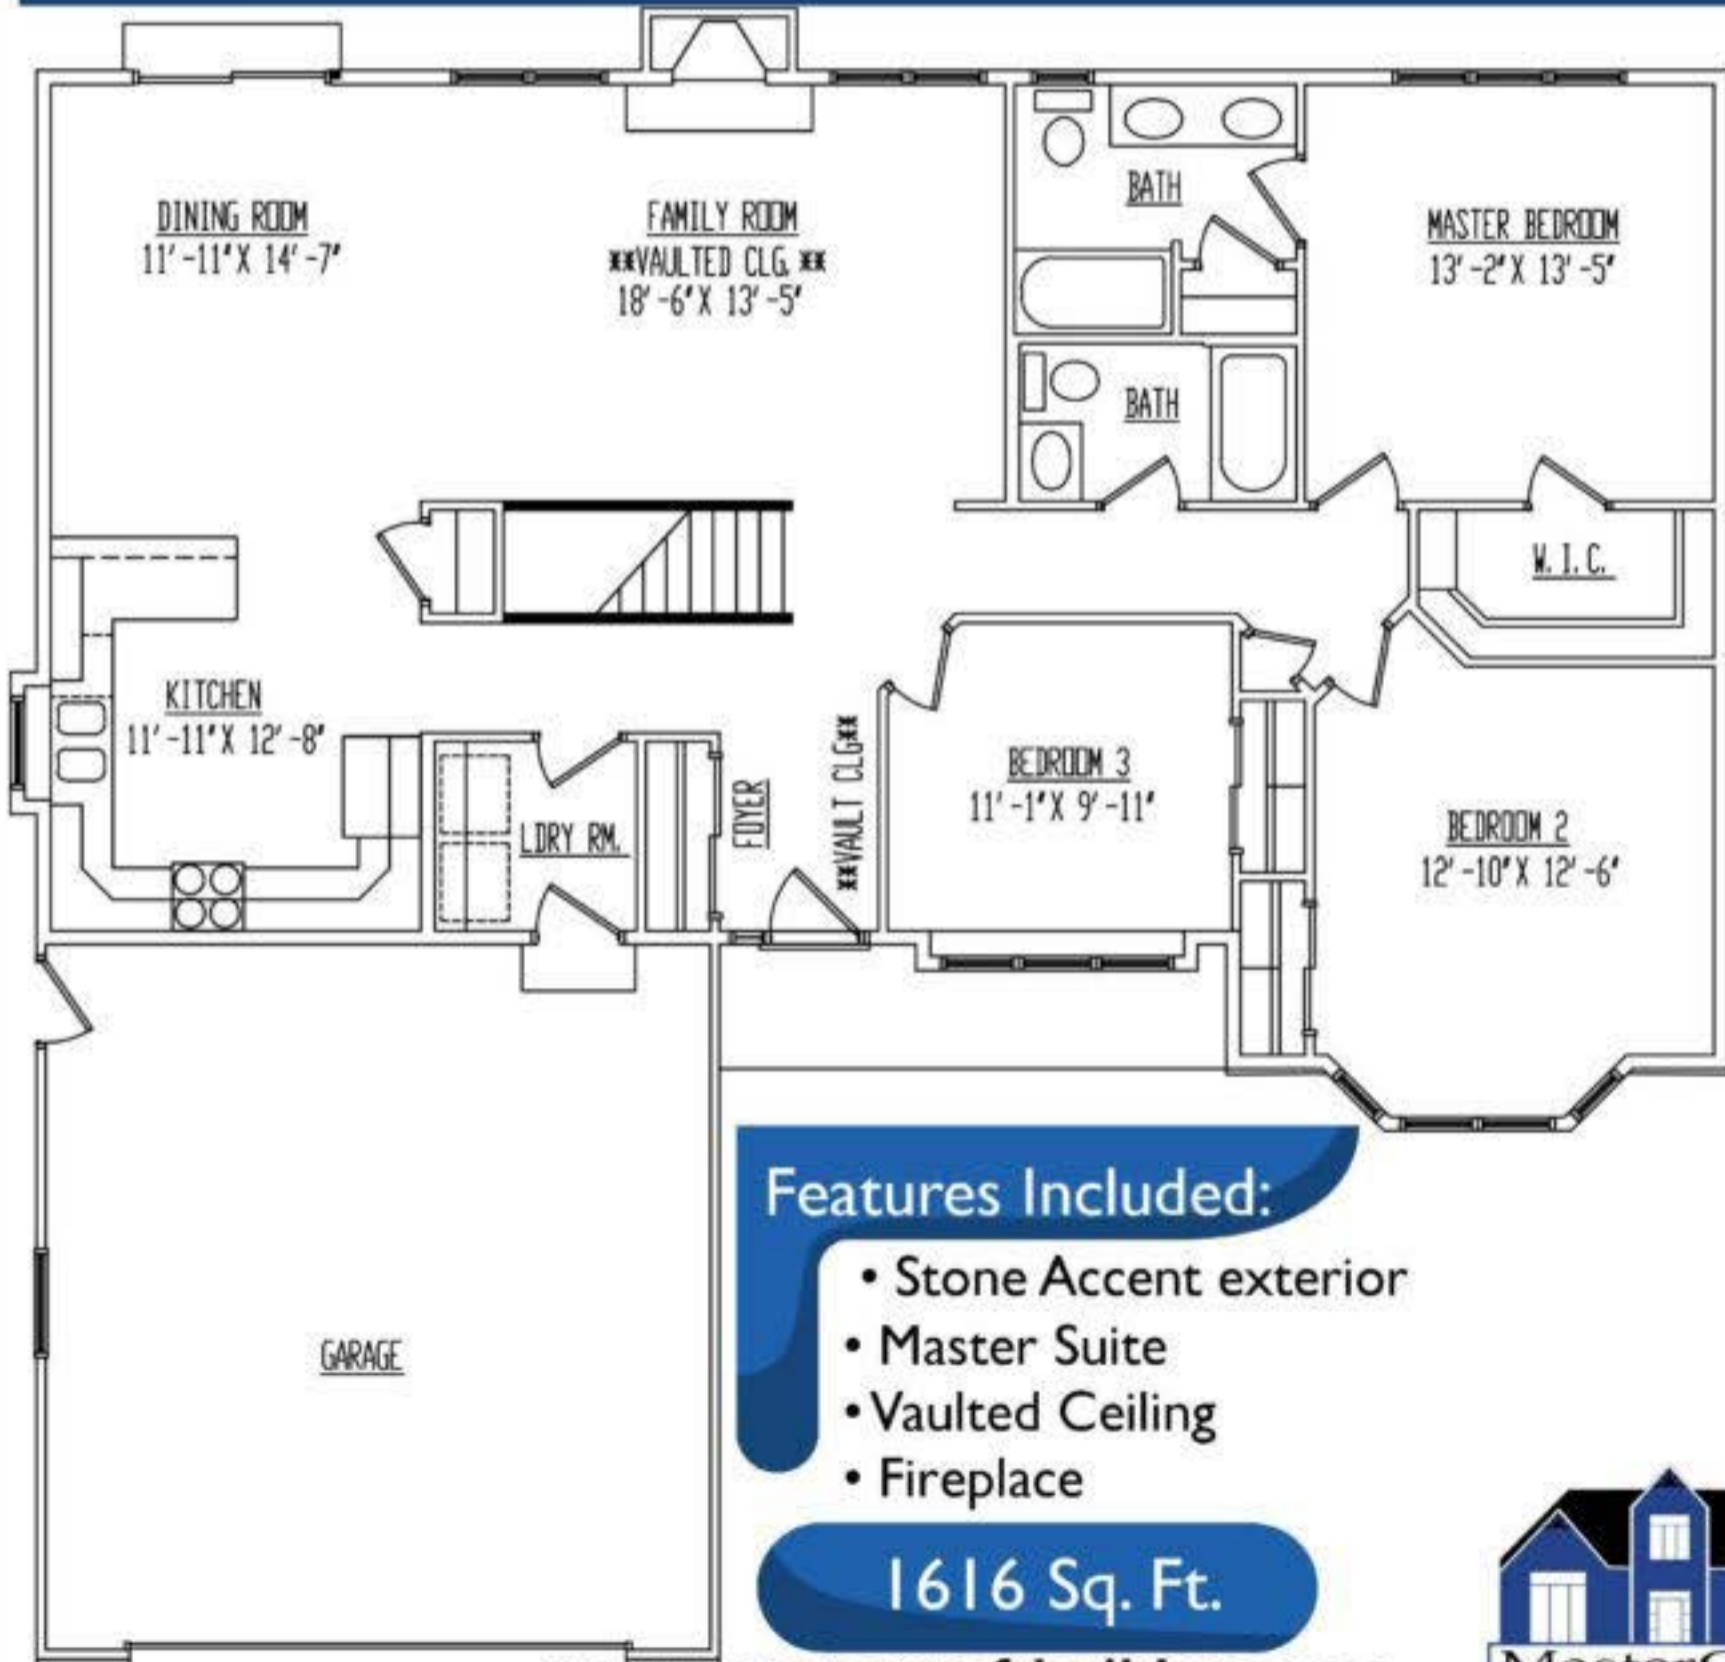 DINING ROOM
11'-11" X 14'-7"
FAMILY ROOM
**VAULTED CLG. **
18'-6" X 13'-5"
BATH
MASTER BEDROOM
13'-2" X 13'-5"
BATH
W.I.C.
KITCHEN
11'-11" X 12'-8"
LDRY RM.
FOYER
**VAULT CLG**
BEDROOM 3
11'-1" X 9'-11"
BEDROOM 2
12'-10" X 12'-6"
GARAGE
Features Included:
• Stone Accent exterior
• Master Suite
• Vaulted Ceiling
• Fireplace
1616 Sq. Ft.